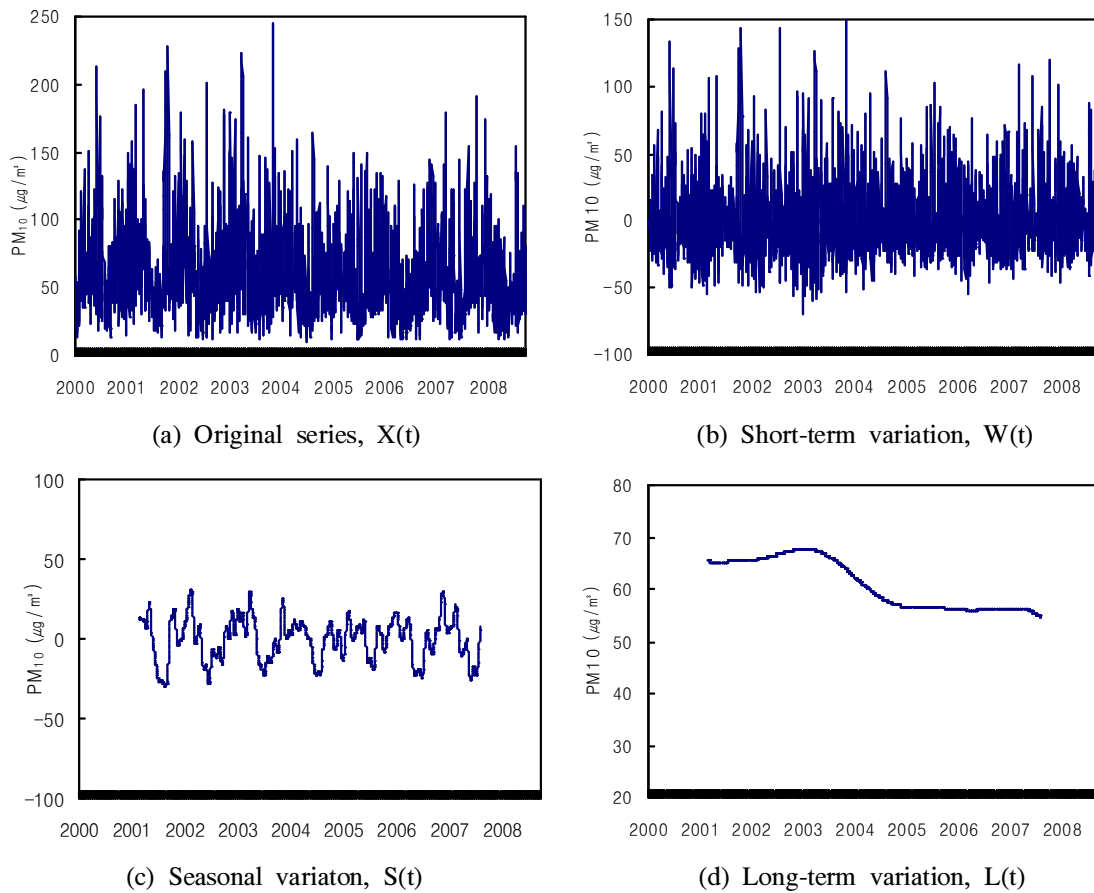 250
200
150
100
50
0
PM₁₀ (μg/m³)
2000 2001 2002 2003 2004 2005 2006 2007 2008
(a) Original series, X(t)
150
100
50
0
-50
-100
PM10 (μg/m³)
2000 2001 2002 2003 2004 2005 2006 2007 2008
(b) Short-term variation, W(t)
100
50
0
-50
-100
PM₁₀ (μg/m³)
2000 2001 2002 2003 2004 2005 2006 2007 2008
(c) Seasonal variaton, S(t)
80
70
60
50
40
30
20
PM10 (μg/m³)
2000 2001 2002 2003 2004 2005 2006 2007 2008
(d) Long-term variation, L(t)